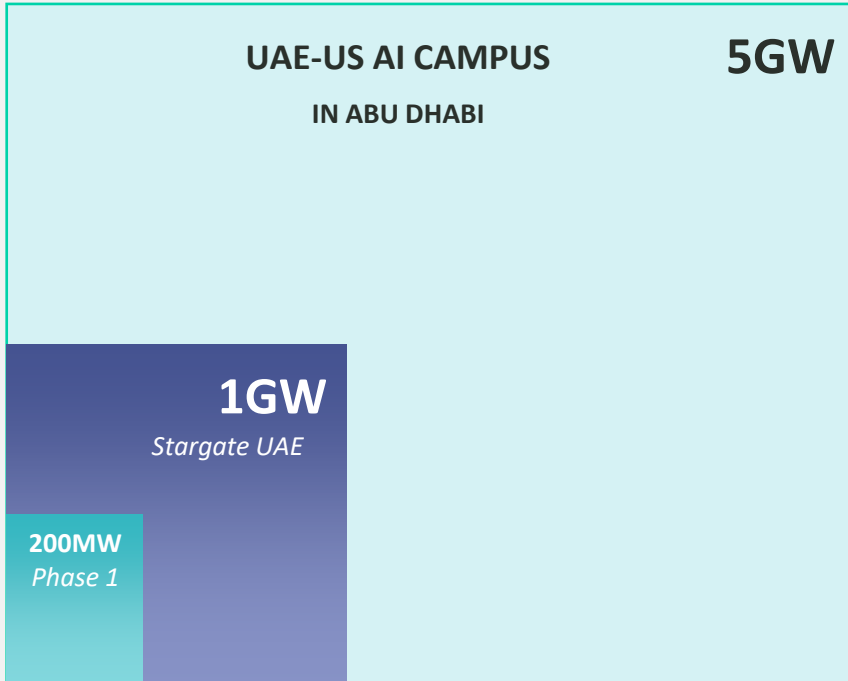 UAE-US AI CAMPUS
5GW
IN ABU DHABI
1GW
Stargate UAE
200MW
Phase 1